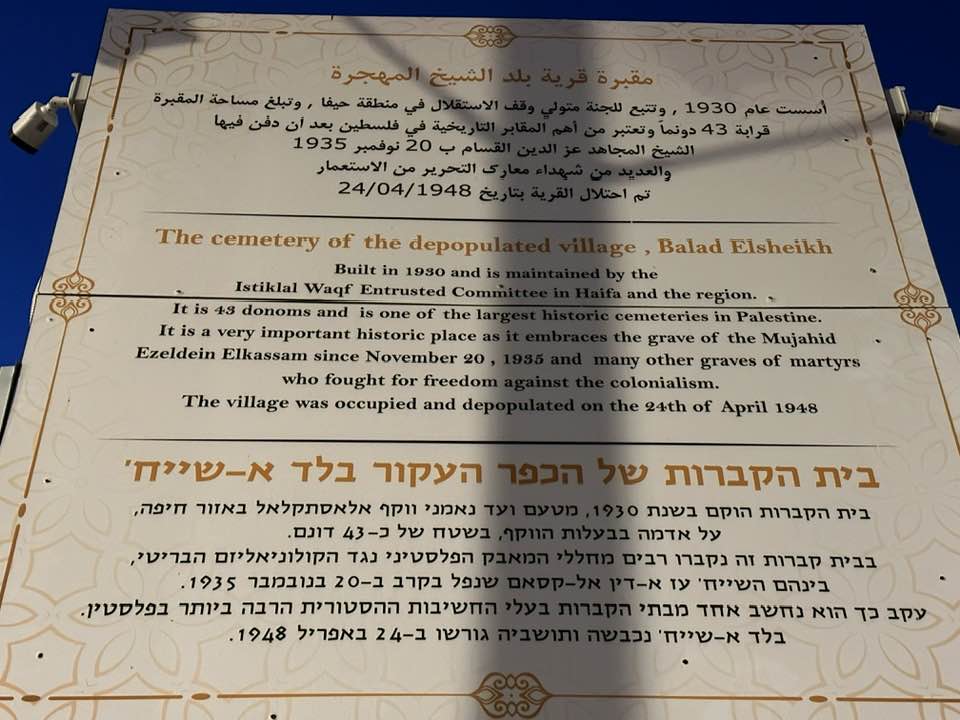 مقبرة قرية بلد الشيخ المهجرة
أسست عام 1930 , وتتبع للجنة متولي وقف الاستقلال في منطقة حيفا , وتبلغ مساحة المقبرة
قرابة 43 دونماً وتعتبر من أهم المقابر التاريخية في فلسطين بعد أن دفن فيها
الشيخ المجاهد عز الدين القسام ب 20 نوفمبر 1935
والعديد من شهداء معارك التحرير من الاستعمار
تم احتلال القرية بتاريخ 24/04/1948
The cemetery of the depopulated village , Balad Elsheikh
Built in 1930 and is maintained by the
Istiklal Waqf Entrusted Committee in Haifa and the region.
It is 43 donoms and is one of the largest historic cemeteries in Palestine.
It is a very important historic place as it embraces the grave of the Mujahid
Ezeldein Elkassam since November 20 , 1935 and many other graves of martyrs
who fought for freedom against the colonialism.
The village was occupied and depopulated on the 24th of April 1948
בית הקברות של הכפר העקור בלד א-שייח'
בית הקברות הוקם בשנת 1930, מטעם ועד נאמני ווקף אלאסתקלאל באזור חיפה,
על אדמה בבעלות הווקף, בשטח של כ-43 דונם.
בבית קברות זה נקברו רבים מחללי המאבק הפלסטיני נגד הקולוניאליזם הבריטי,
בינהם השייח' עז א-דין אל-קסאם שנפל בקרב ב-20 בנובמבר 1935.
עקב כך הוא נחשב אחד מבתי הקברות בעלי החשיבות ההסטורית הרבה ביותר בפלסטין.
בלד א-שייח' נכבשה ותושביה גורשו ב-24 באפריל 1948.